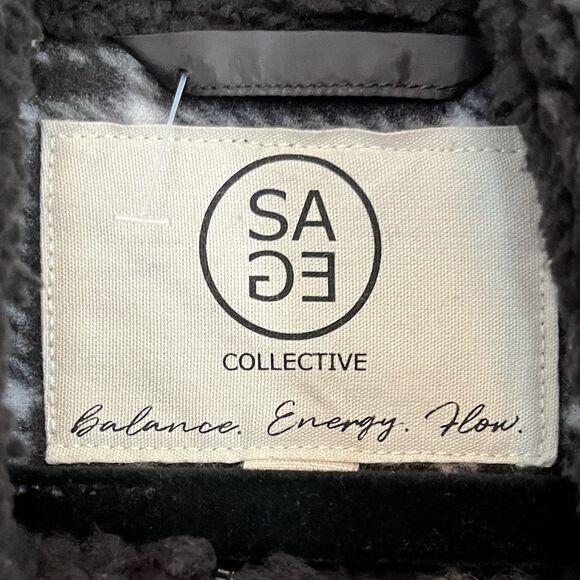 SA
GE
COLLECTIVE
Balance. Energy. Flow.